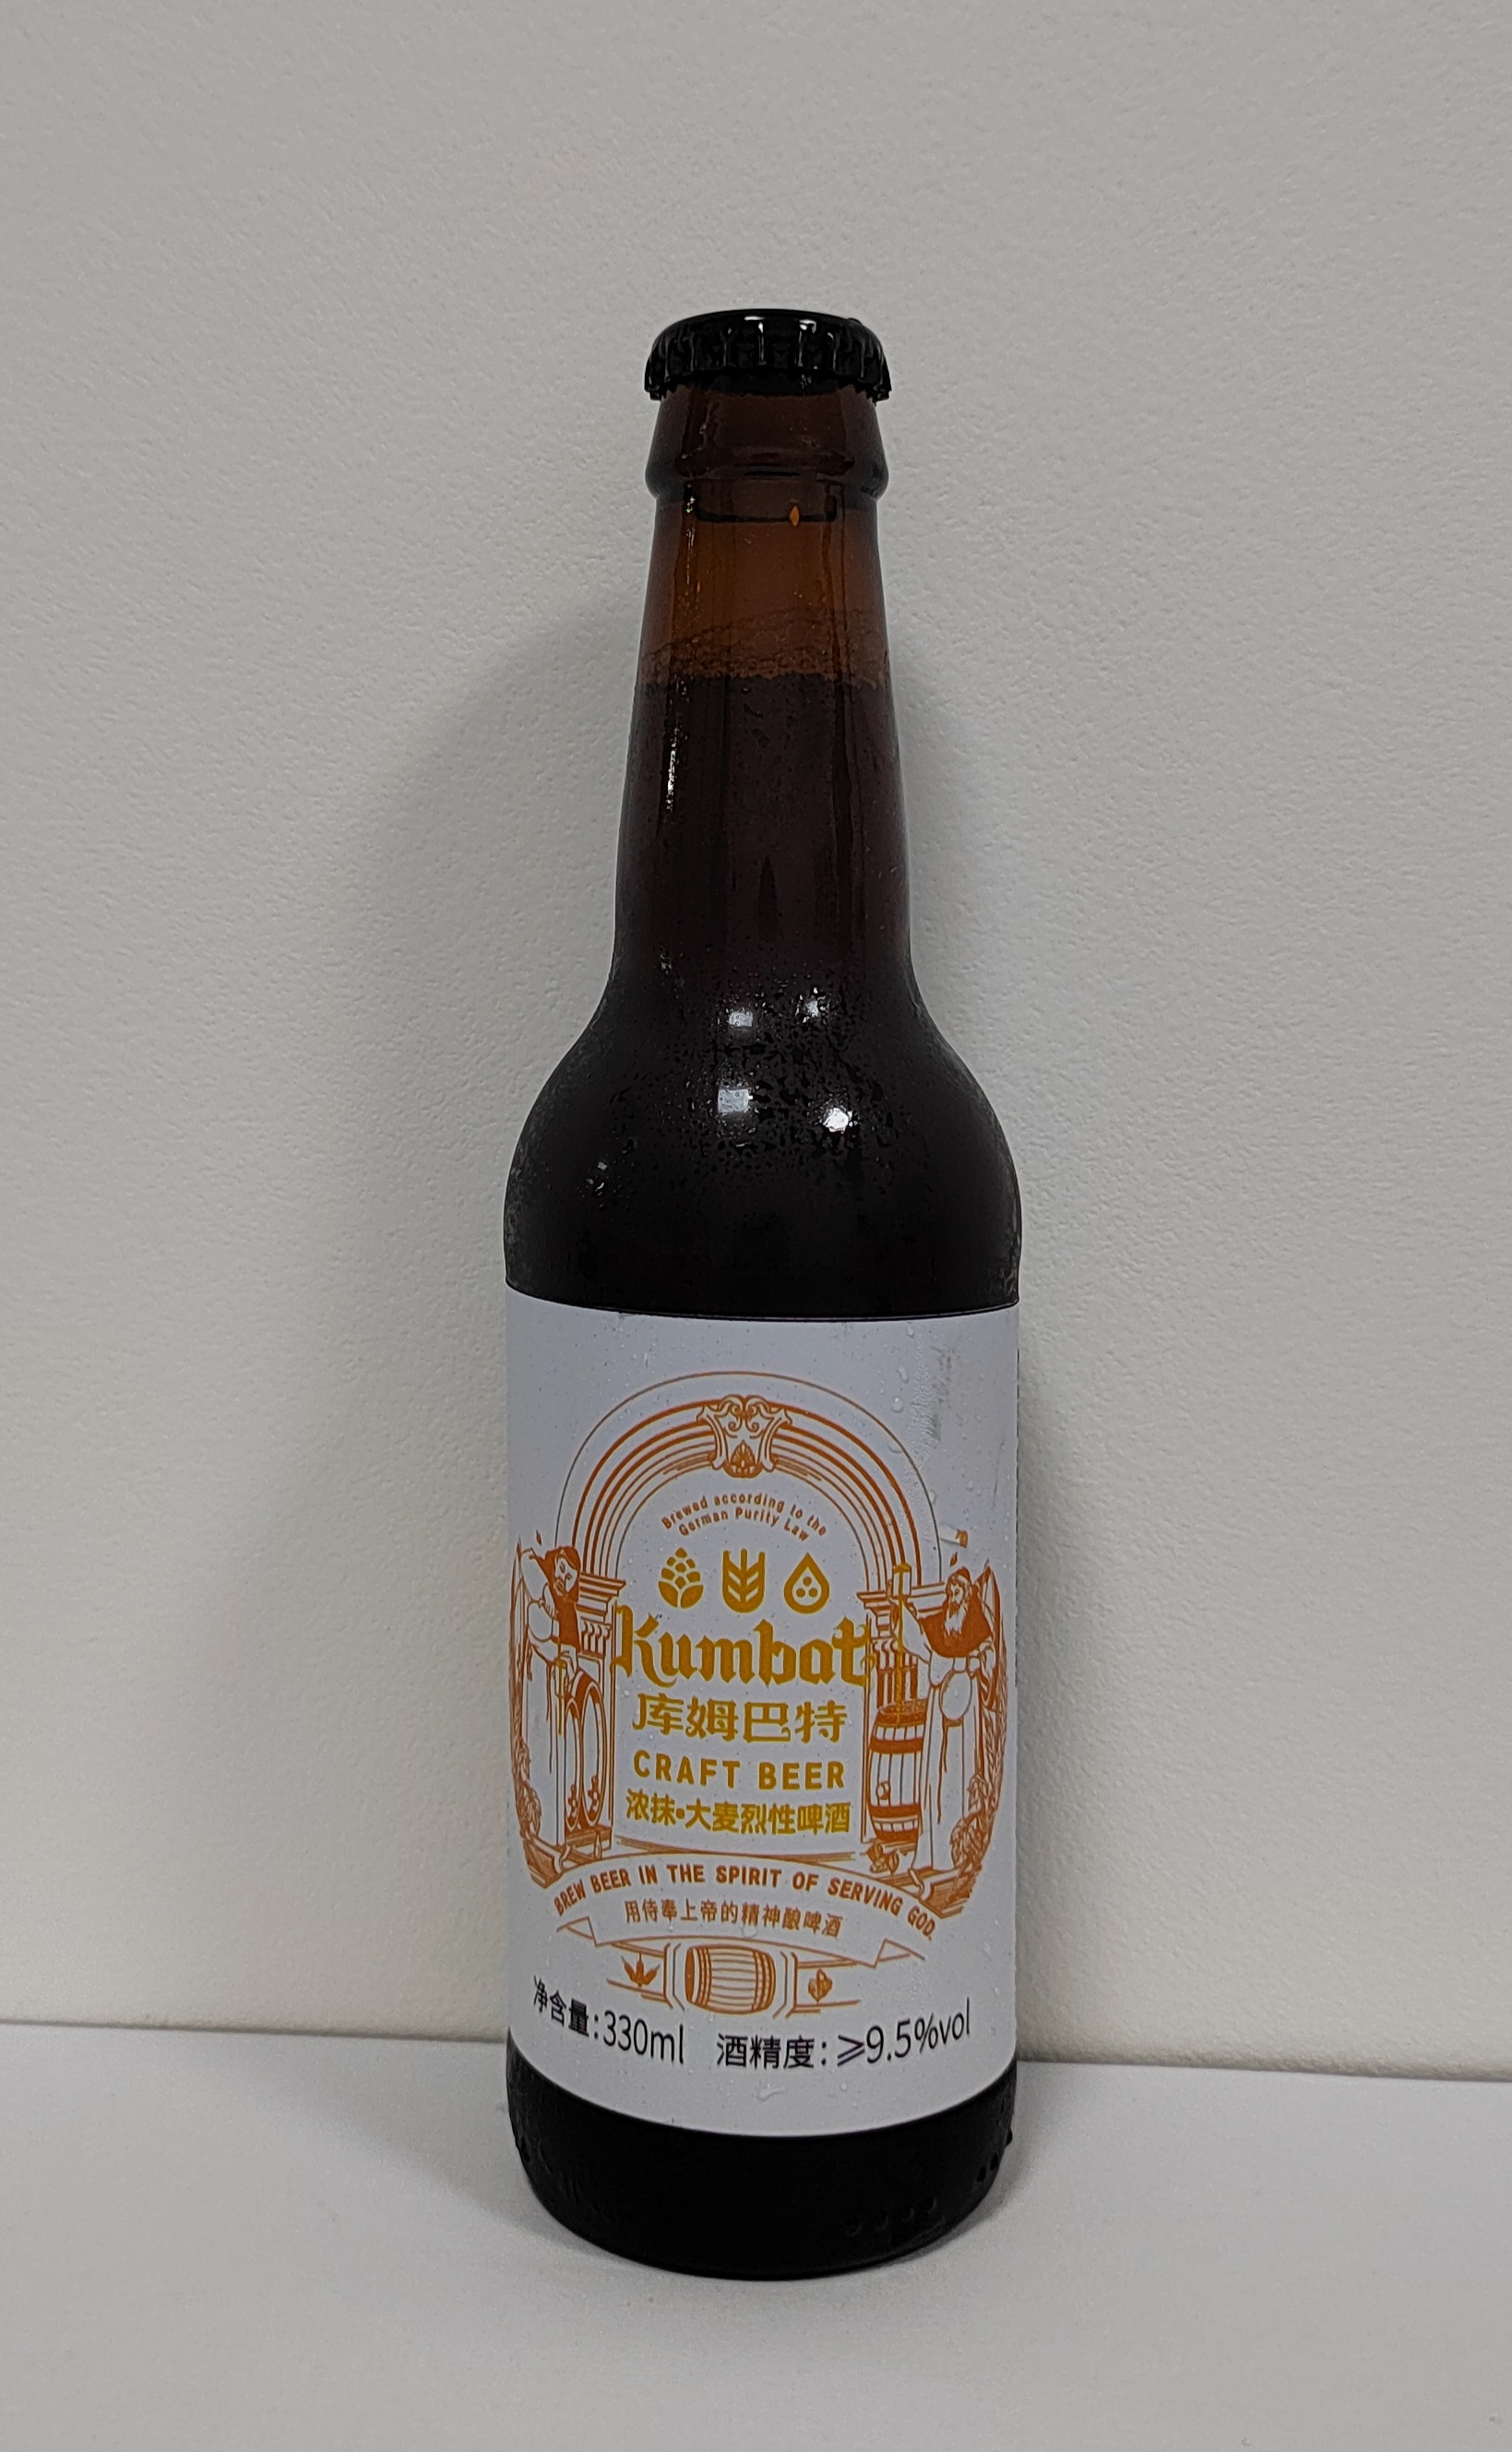 Brewed according to the
German Purity Law
Kumbat
库姆巴特
CRAFT BEER
浓抹•大麦烈性啤酒
BREW BEER IN THE SPIRIT OF SERVING GOD
用侍奉上帝的精神酿啤酒
净含量:330ml 酒精度:≥9.5%vol